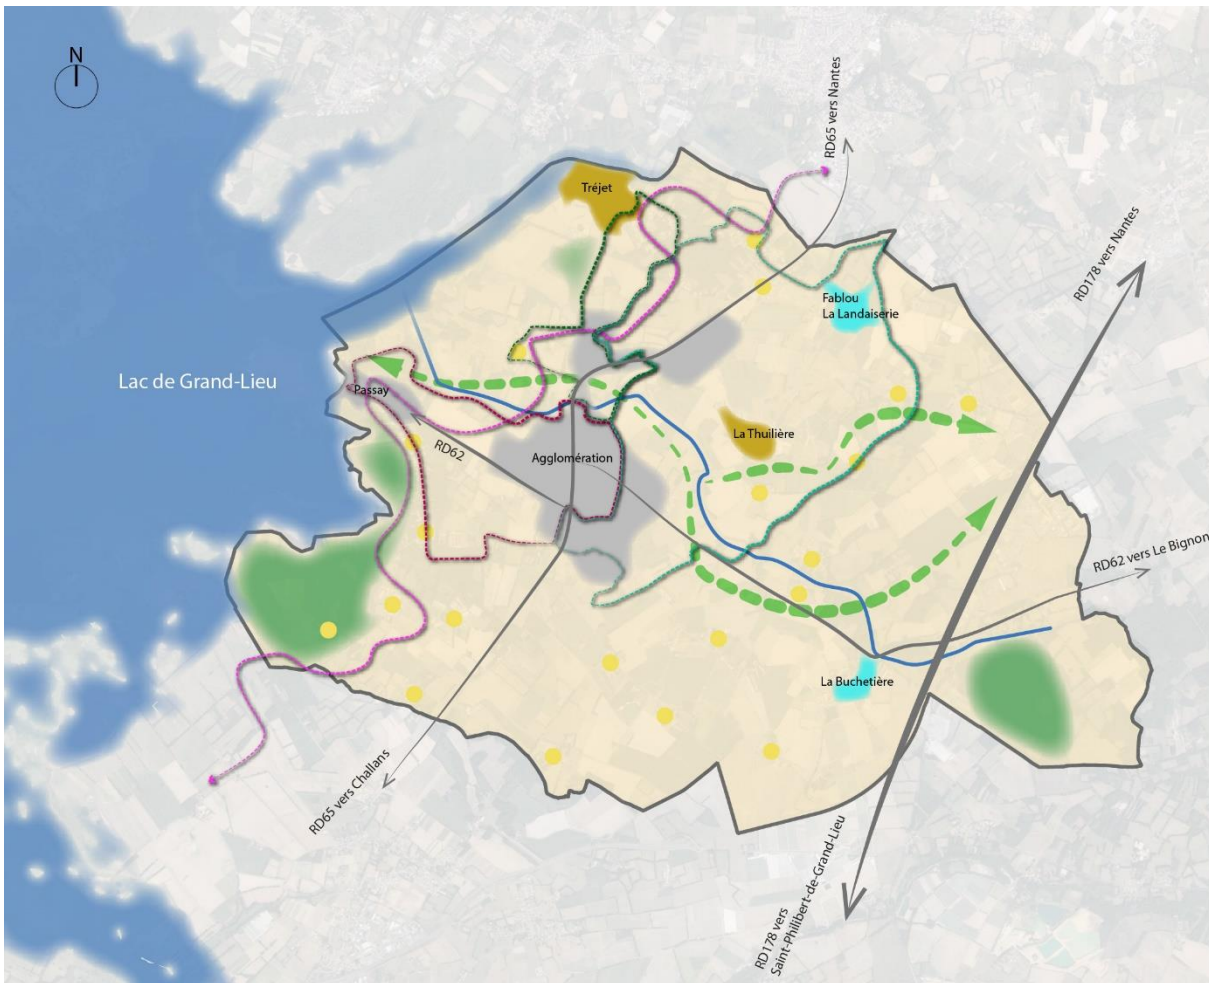 N
RD65 vers Nantes
Tréjet
RD178 vers Nantes
Fablou
La Landaiserie
Lac de Grand-Lieu
Passay
RD62
La Thuilière
Agglomération
RD62 vers Le Bignon
La Buchetière
RD65 vers Challans
RD178 vers
Saint-Philibert-de-Grand-Lieu